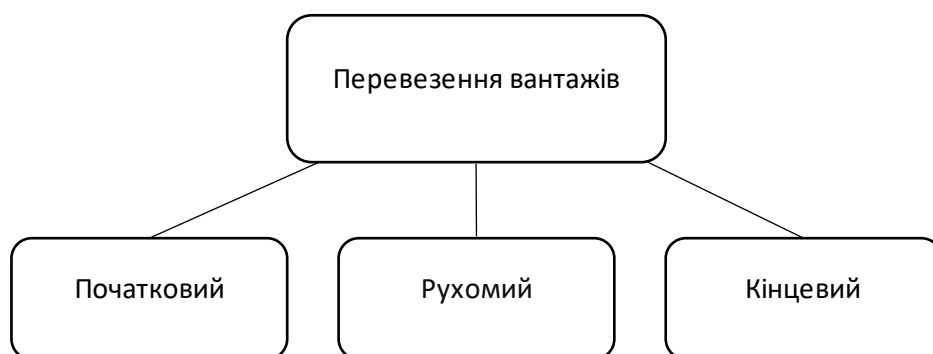 Перевезення вантажів
Початковий
Рухомий
Кінцевий